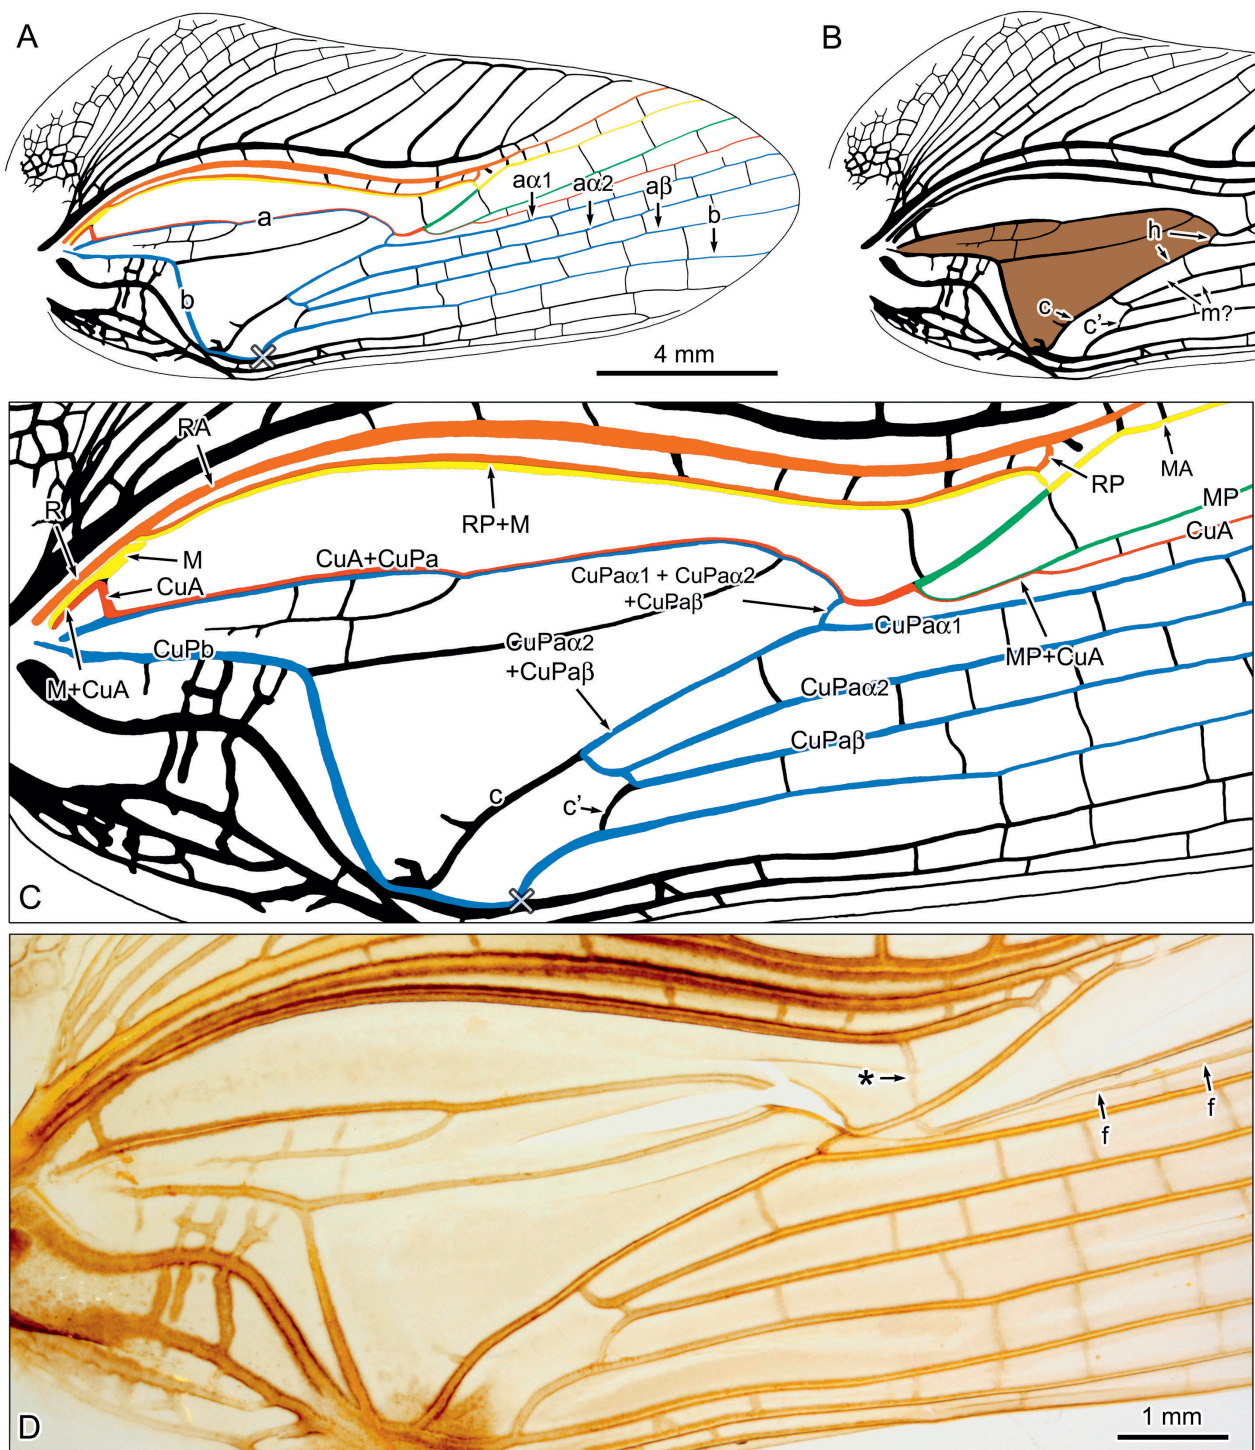 A
a
b
aα1
aα2
aβ
b
4 mm
B
h
c
c'
m?
RA
R
M
CuA
RP+M
CuA+CuPa
CuPaα1 + CuPaα2
+CuPaβ
RP
MA
MP
CuA
CuPb
M+CuA
CuPaα2
+CuPaβ
CuPaα1
MP+CuA
CuPaα2
CuPaβ
c
c'
C
*
f
f
D
1 mm